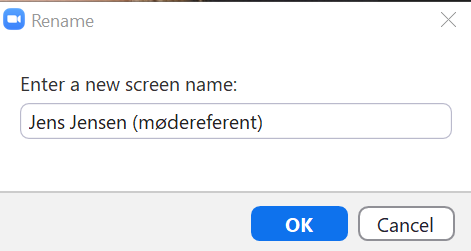 Rename
Enter a new screen name:
Jens Jensen (mødereferent)
OK
Cancel